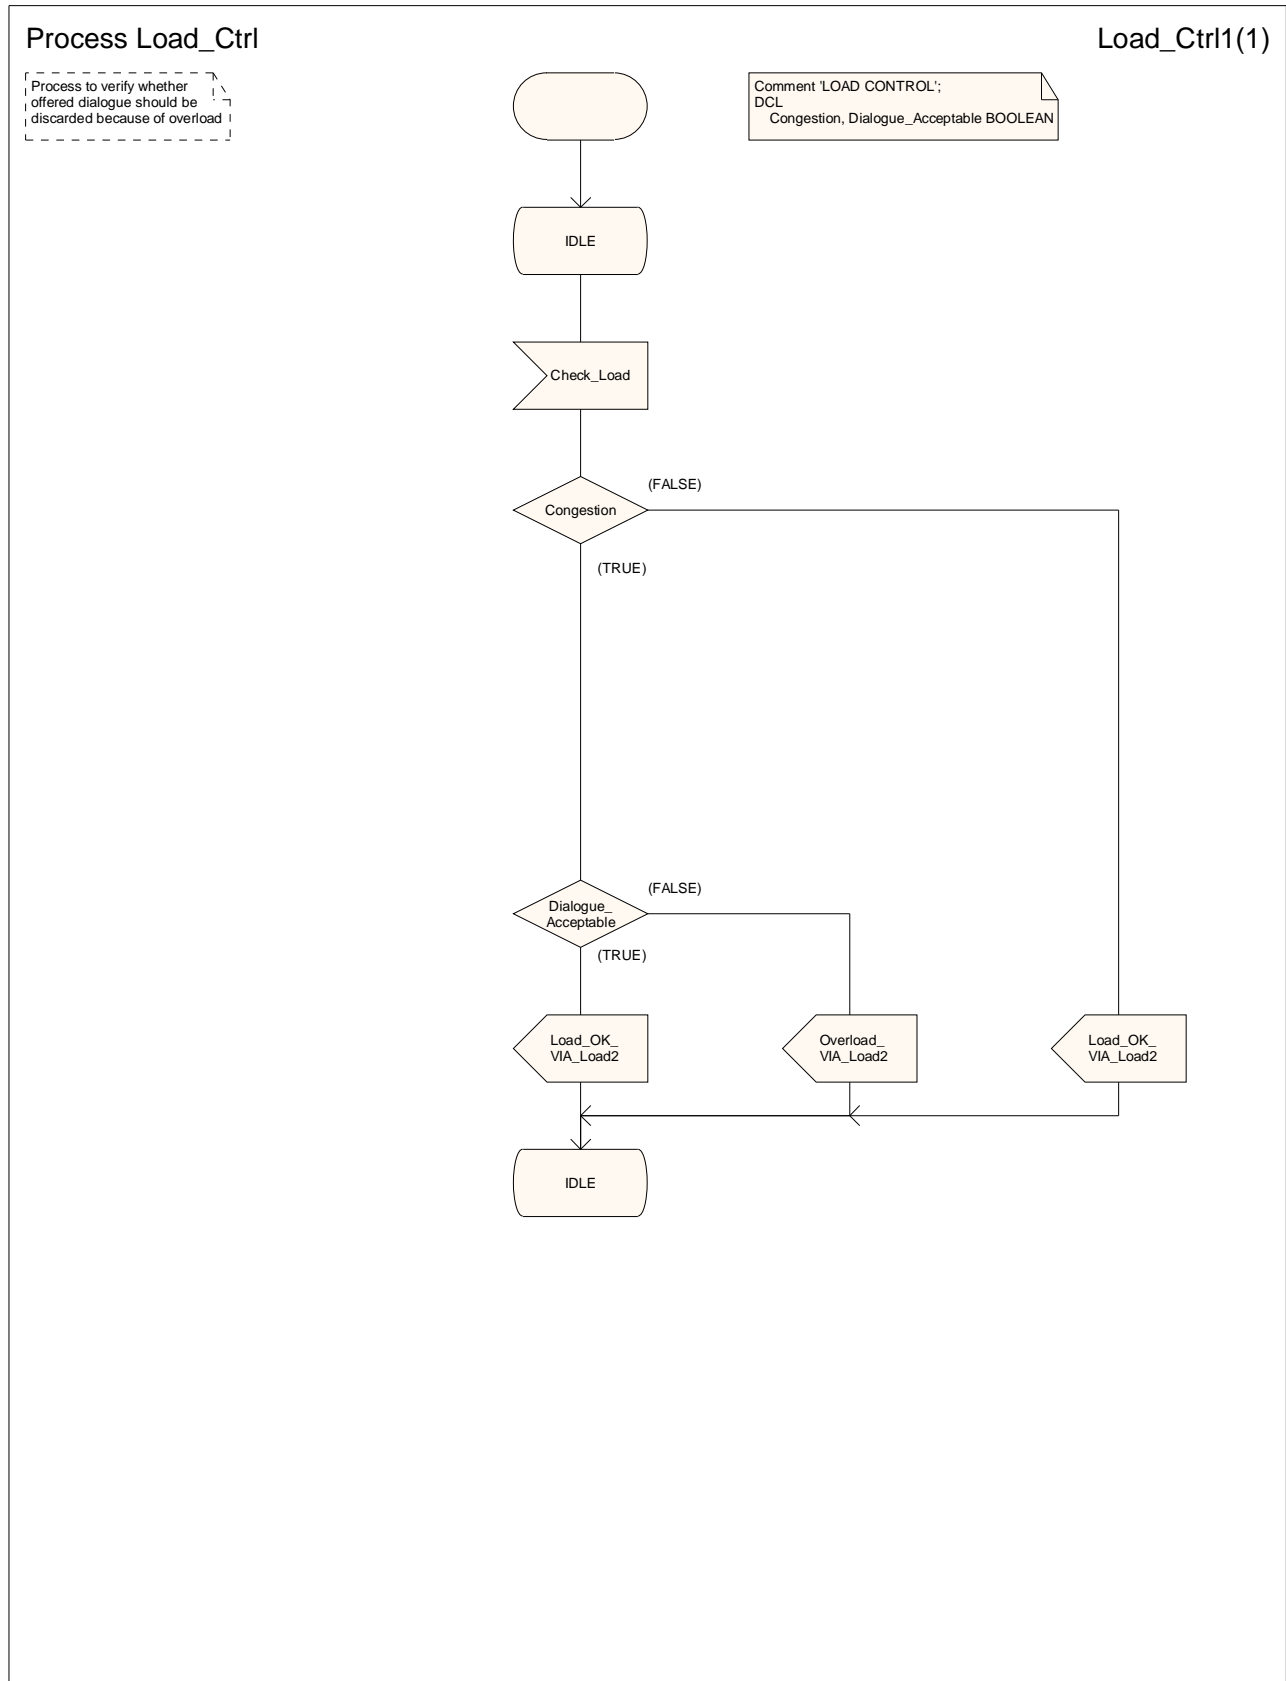 Process Load_Ctrl
Load_Ctrl1(1)
Process to verify whether
offered dialogue should be
discarded because of overload
Comment 'LOAD CONTROL';
DCL
Congestion, Dialogue_Acceptable BOOLEAN
IDLE
Check_Load
(FALSE)
Congestion
(TRUE)
(FALSE)
Dialogue_
Acceptable
(TRUE)
Load_OK_
VIA_Load2
Overload_
VIA_Load2
Load_OK_
VIA_Load2
IDLE